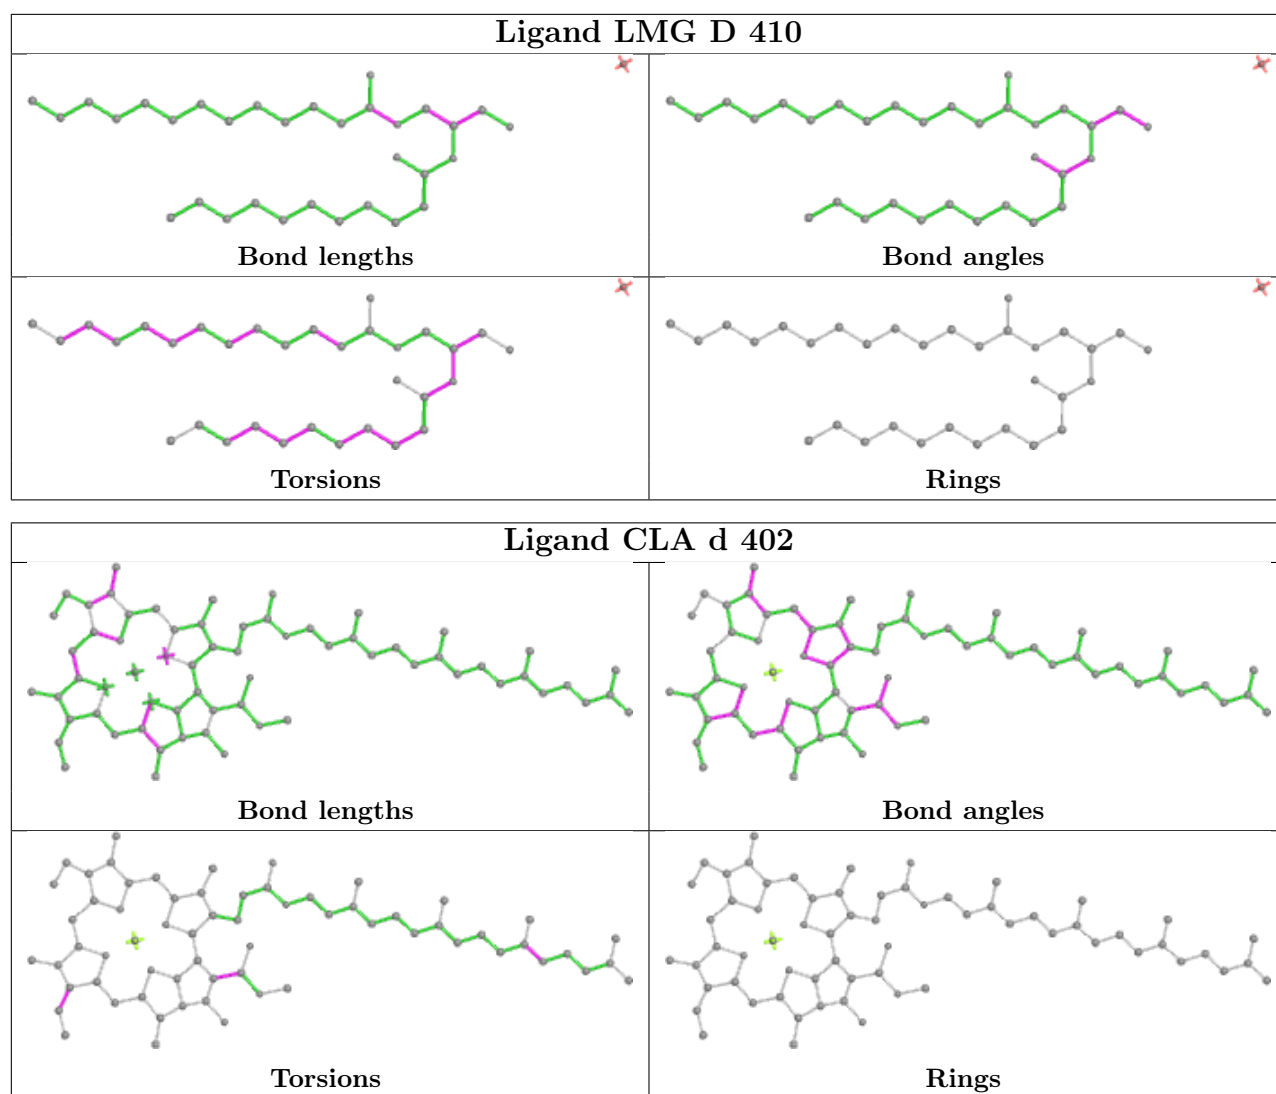 Ligand LMG D 410
Bond lengths
Bond angles
Torsions
Rings
Ligand CLA d 402
Bond lengths
Bond angles
Torsions
Rings